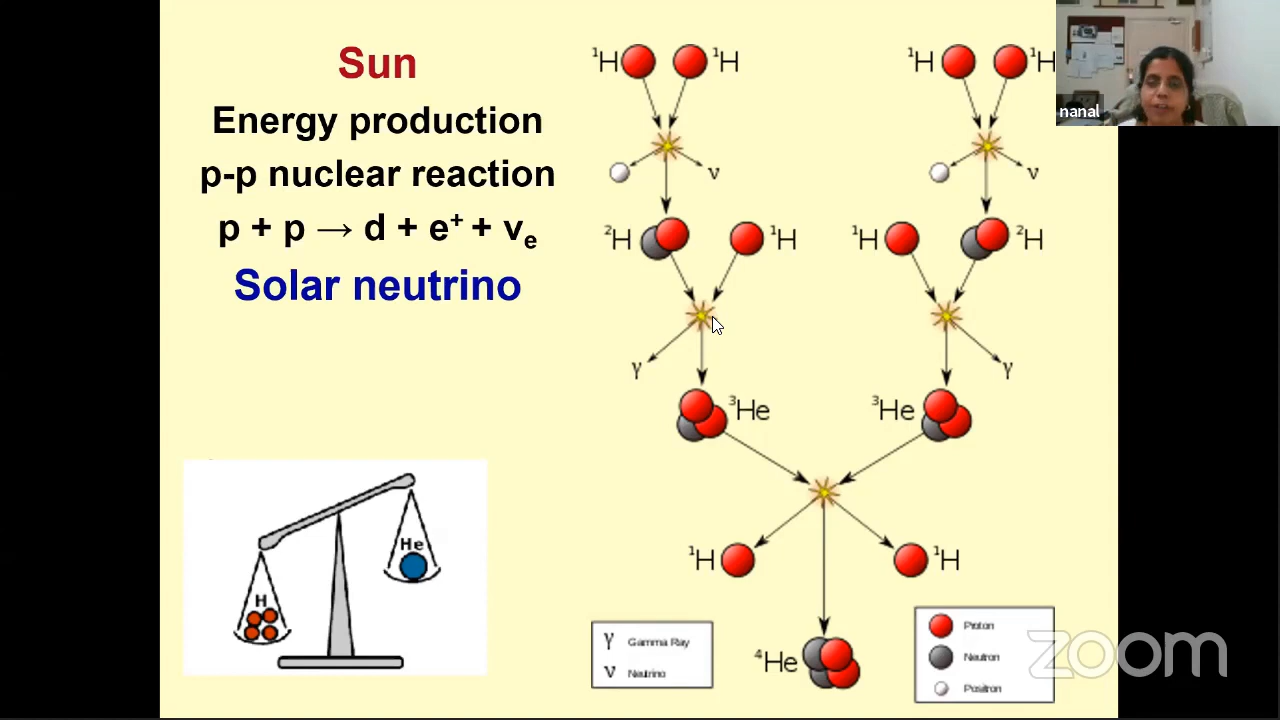 Sun
Energy production
p-p nuclear reaction
p + p → d + e⁺ + νₑ
Solar neutrino
¹H ¹H ¹H ¹H
nanal
ν ν
²H ¹H ¹H ²H
γ γ
³He ³He
He
H
¹H ¹H
⁴He
γ Gamma Ray
ν Neutrino
Proton
Neutron
Positron
zoom